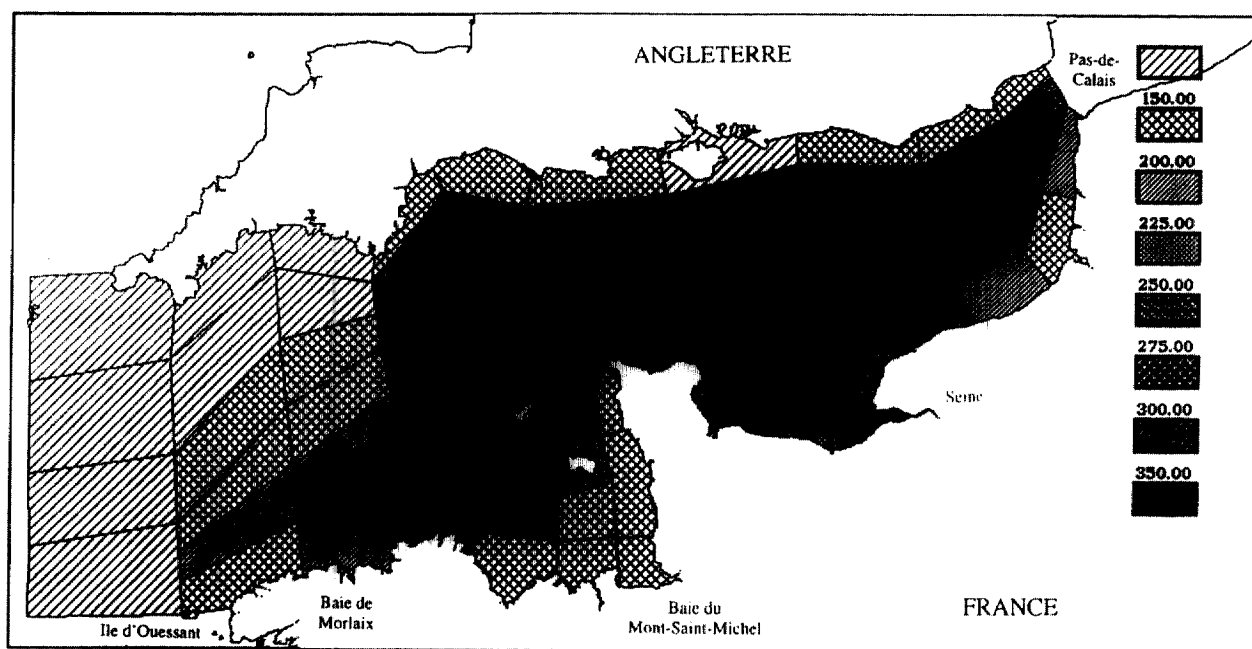 ANGLETERRE
Pas-de-
Calais
150.00
200.00
225.00
250.00
275.00
300.00
350.00
Seine
Baie de
Morlaix
Ile d'Ouessant
Baie du
Mont-Saint-Michel
FRANCE